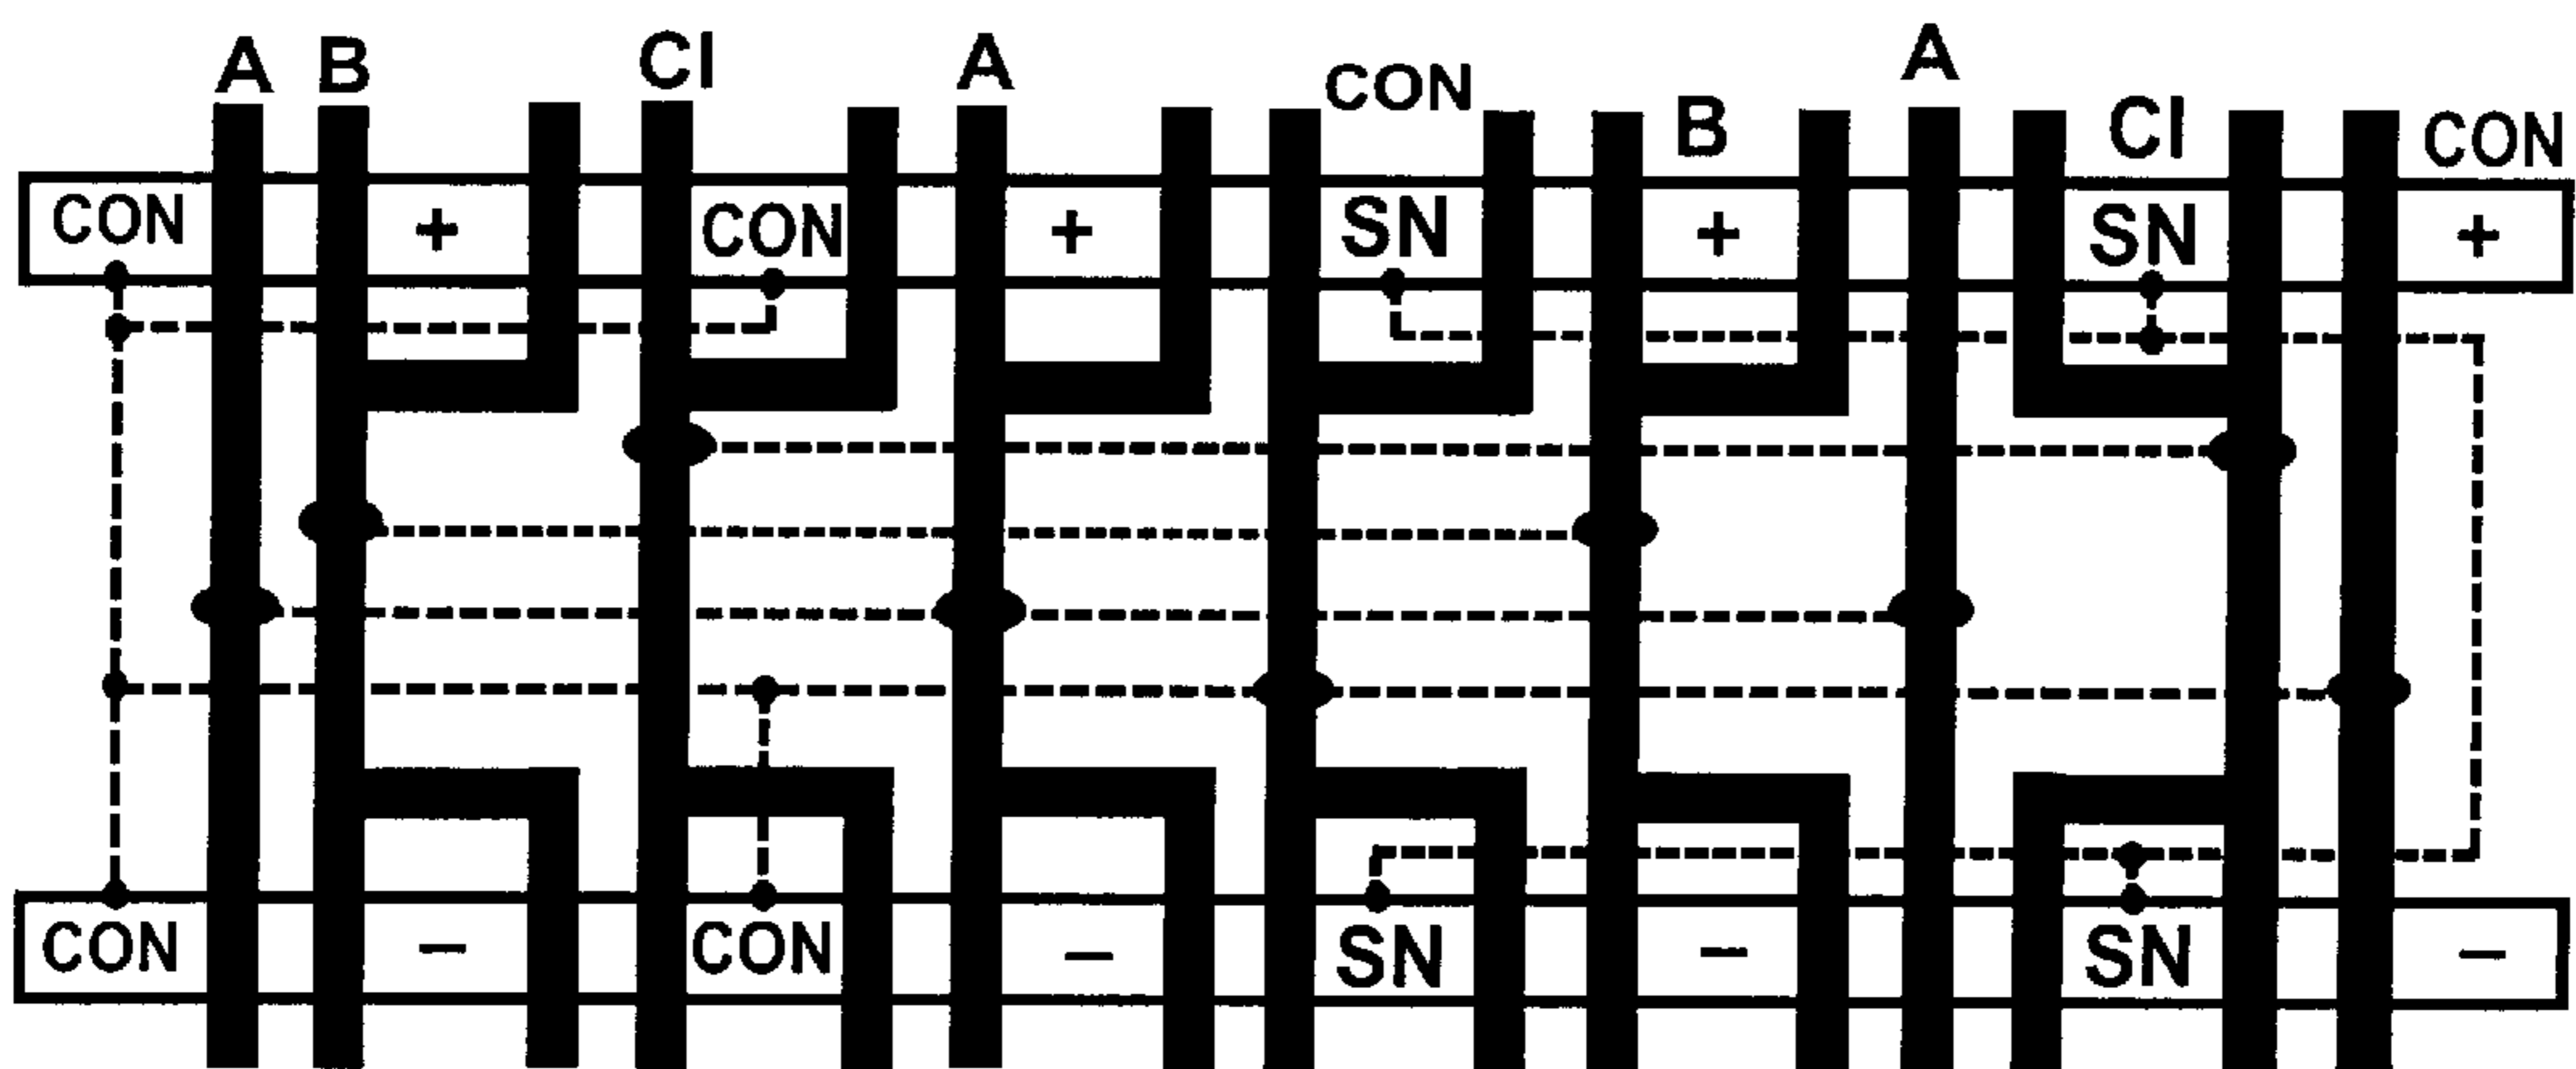 A B CI A CON B A CI CON
CON + CON + SN + SN +
CON – CON – SN – SN –